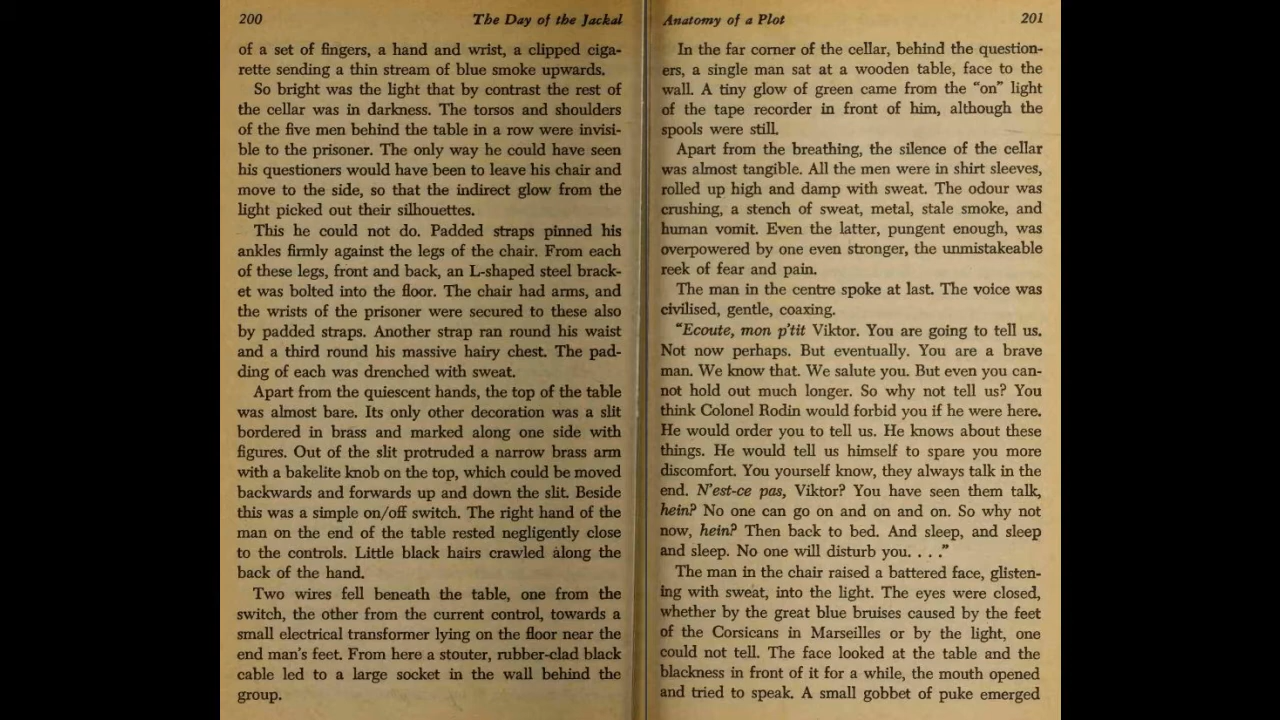 200
The Day of the Jackal
of a set of fingers, a hand and wrist, a clipped ciga-
rette sending a thin stream of blue smoke upwards.
So bright was the light that by contrast the rest of
the cellar was in darkness. The torsos and shoulders
of the five men behind the table in a row were invisi-
ble to the prisoner. The only way he could have seen
his questioners would have been to leave his chair and
move to the side, so that the indirect glow from the
light picked out their silhouettes.
This he could not do. Padded straps pinned his
ankles firmly against the legs of the chair. From each
of these legs, front and back, an L-shaped steel brack-
et was bolted into the floor. The chair had arms, and
the wrists of the prisoner were secured to these also
by padded straps. Another strap ran round his waist
and a third round his massive hairy chest. The pad-
ding of each was drenched with sweat.
Apart from the quiescent hands, the top of the table
was almost bare. Its only other decoration was a slit
bordered in brass and marked along one side with
figures. Out of the slit protruded a narrow brass arm
with a bakelite knob on the top, which could be moved
backwards and forwards up and down the slit. Beside
this was a simple on/off switch. The right hand of the
man on the end of the table rested negligently close
to the controls. Little black hairs crawled along the
back of the hand.
Two wires fell beneath the table, one from the
switch, the other from the current control, towards a
small electrical transformer lying on the floor near the
end man's feet. From here a stouter, rubber-clad black
cable led to a large socket in the wall behind the
group.
Anatomy of a Plot
201
In the far corner of the cellar, behind the question-
ers, a single man sat at a wooden table, face to the
wall. A tiny glow of green came from the "on" light
of the tape recorder in front of him, although the
spools were still.
Apart from the breathing, the silence of the cellar
was almost tangible. All the men were in shirt sleeves,
rolled up high and damp with sweat. The odour was
crushing, a stench of sweat, metal, stale smoke, and
human vomit. Even the latter, pungent enough, was
overpowered by one even stronger, the unmistakeable
reek of fear and pain.
The man in the centre spoke at last. The voice was
civilised, gentle, coaxing.
"Ecoute, mon p'tit Viktor. You are going to tell us.
Not now perhaps. But eventually. You are a brave
man. We know that. We salute you. But even you can-
not hold out much longer. So why not tell us? You
think Colonel Rodin would forbid you if he were here.
He would order you to tell us. He knows about these
things. He would tell us himself to spare you more
discomfort. You yourself know, they always talk in the
end. N'est-ce pas, Viktor? You have seen them talk,
hein? No one can go on and on and on. So why not
now, hein? Then back to bed. And sleep, and sleep
and sleep. No one will disturb you. . . ."
The man in the chair raised a battered face, glisten-
ing with sweat, into the light. The eyes were closed,
whether by the great blue bruises caused by the feet
of the Corsicans in Marseilles or by the light, one
could not tell. The face looked at the table and the
blackness in front of it for a while, the mouth opened
and tried to speak. A small gobbet of puke emerged